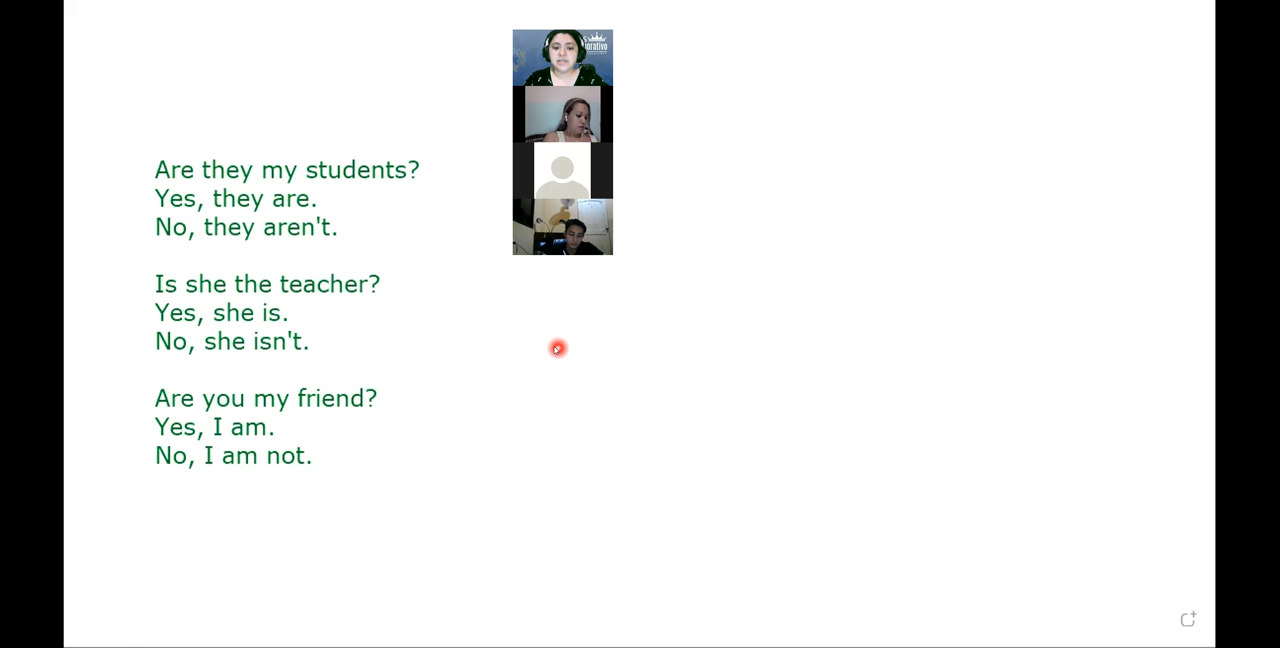 orativo
Are they my students?
Yes, they are.
No, they aren't.
Is she the teacher?
Yes, she is.
No, she isn't.
Are you my friend?
Yes, I am.
No, I am not.